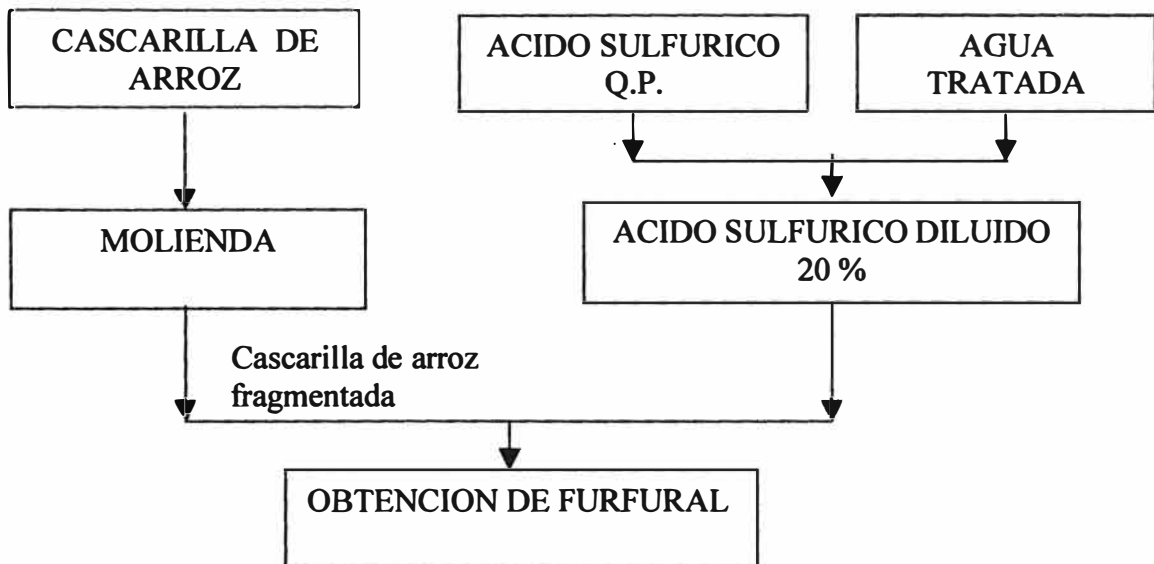 CASCARILLA DE
ARROZ
ACIDO SULFURICO
Q.P.
AGUA
TRATADA
MOLIENDA
ACIDO SULFURICO DILUIDO
20 %
Cascarilla de arroz
fragmentada
OBTENCION DE FURFURAL